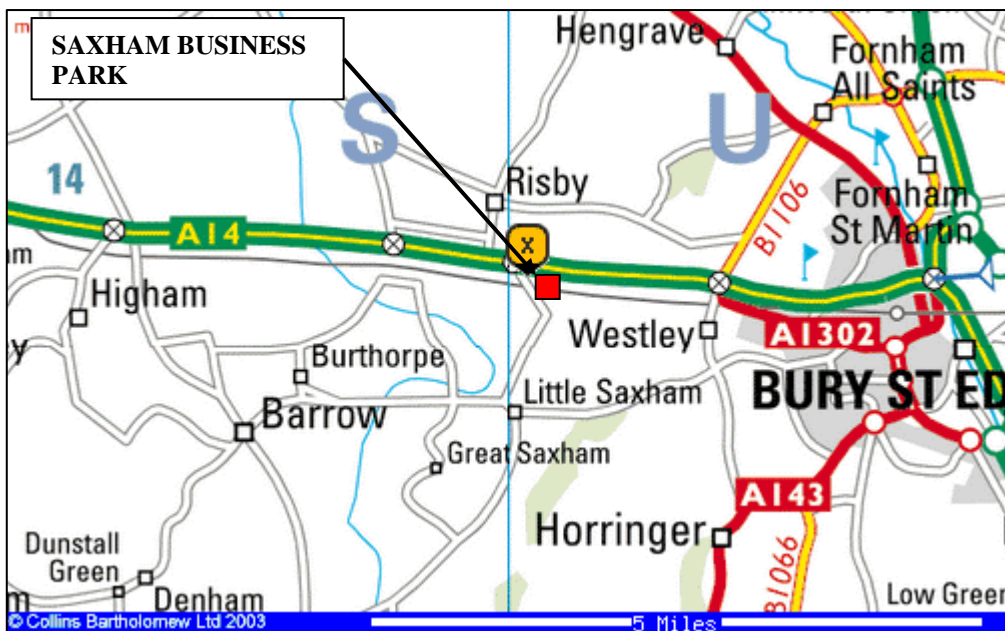 SAXHAM BUSINESS
PARK
m
Hengrave
Fornham
All Saints
S
U
14
Risby
B1106
Fornham
St Martin
A14
X
am
Higham
Westley
A1302
y
Burthorpe
Little Saxham
BURY ST ED
Barrow
Great Saxham
A143
Horringer
Dunstall
Green
B1066
m
Denham
Low Green
© Collins Bartholomew Ltd 2003
5 Miles